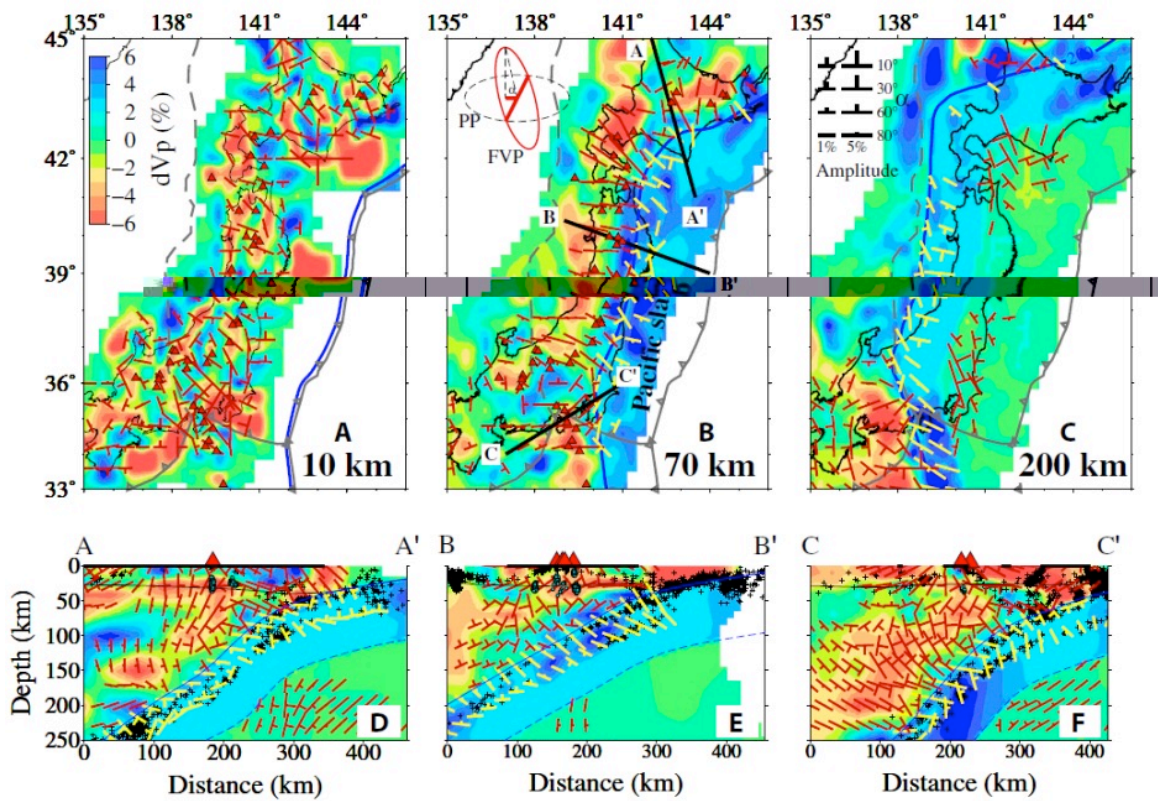 135° 138° 141° 144° 135° 138° 141° 144° 135° 138° 141° 144°
45°
42°
39°
36°
33°
6
4
2
0
−2
−4
−6
dVp (%)
A
10 km
PP
FVP
α
A
A'
B
B'
C'
C
Pacific slab
B
70 km
10°
30°
60°
80°
α
1% 5%
Amplitude
C
200 km
A A' B B' C C'
Depth (km)
0
50
100
150
200
250
D
E
F
0 100 200 300 400 0 100 200 300 400 0 100 200 300 400
Distance (km) Distance (km) Distance (km)